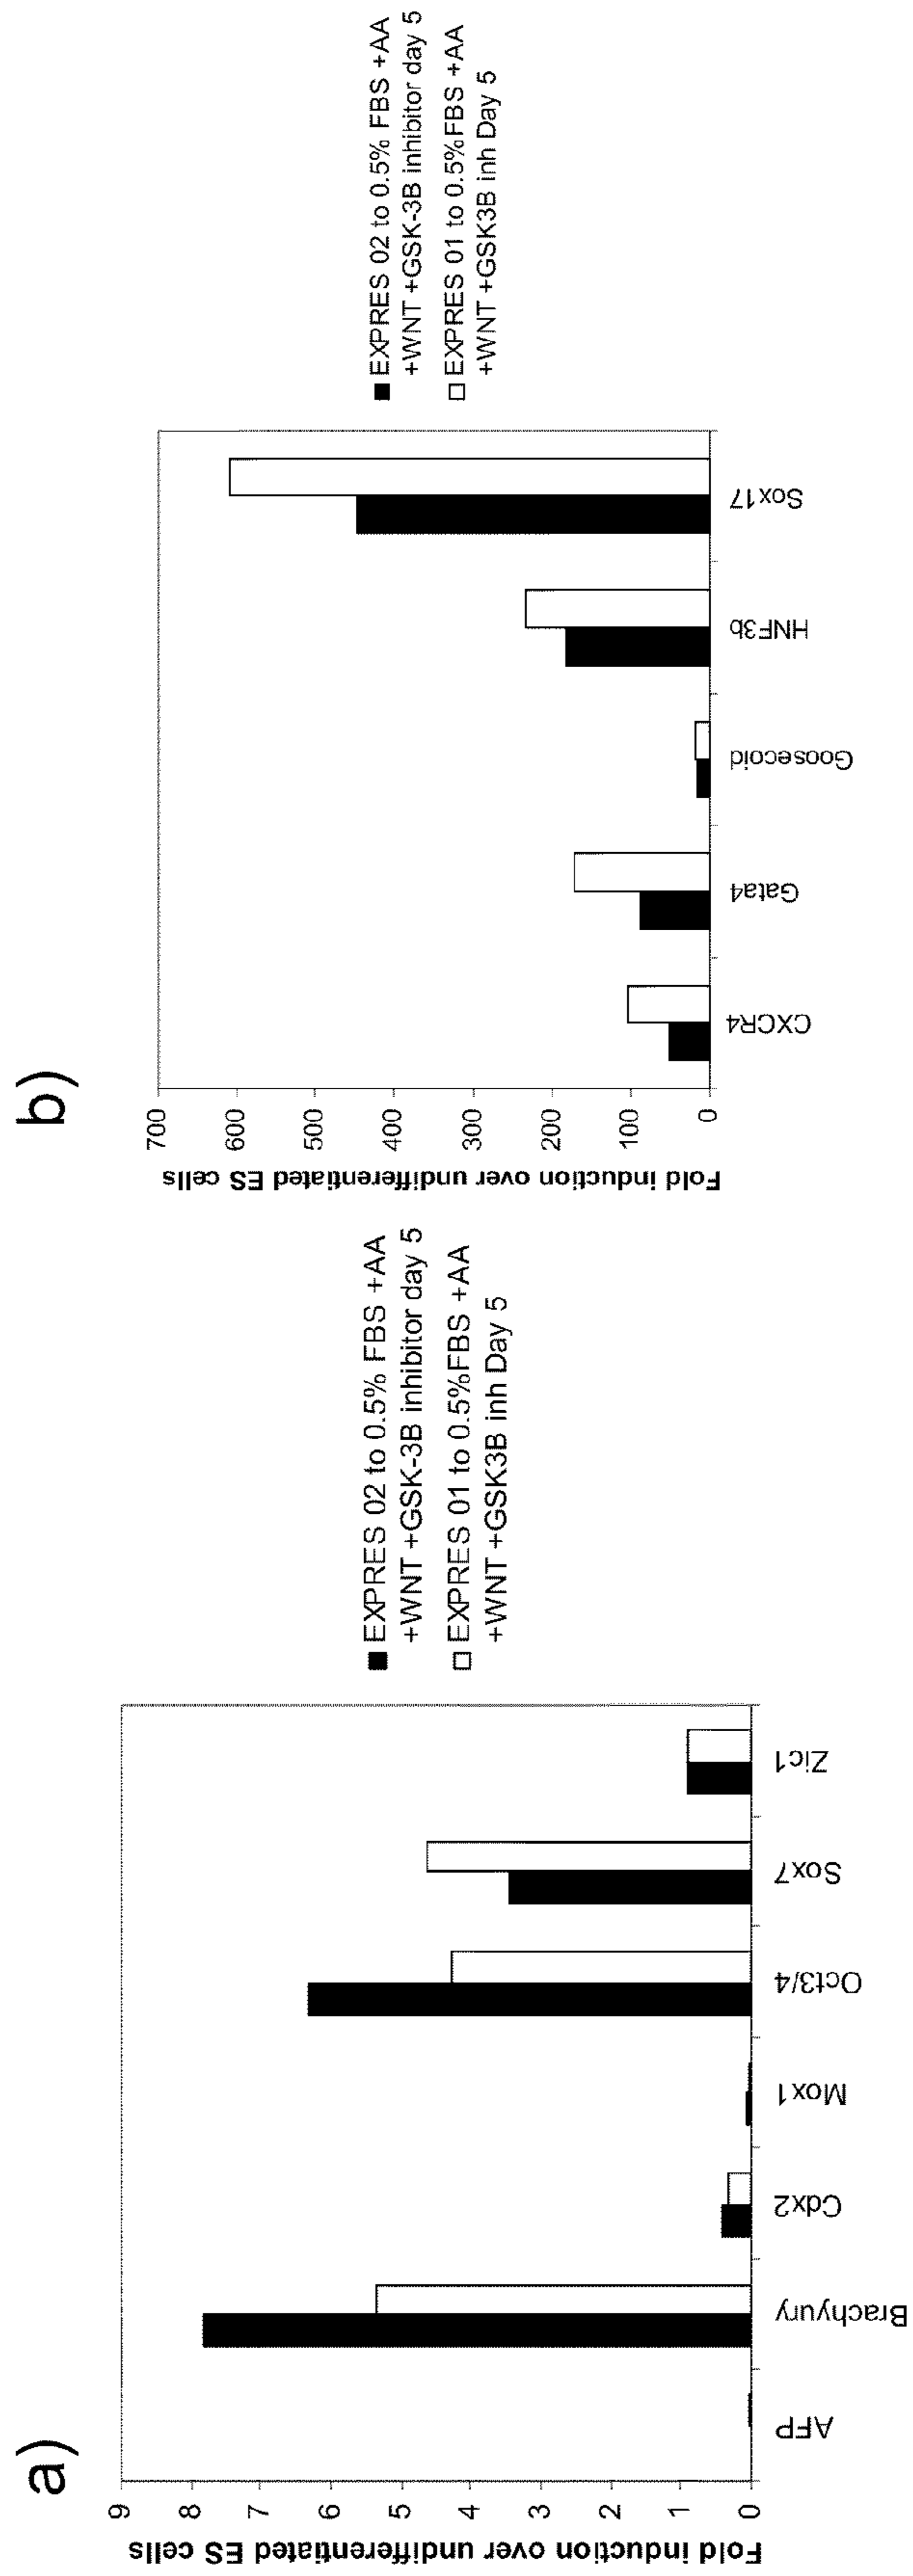 a)
Fold induction over undifferentiated ES cells
9
8
7
6
5
4
3
2
1
0
AFP
Brachyury
Cdx2
Mox1
Oct3/4
Sox7
Zic1
EXPRES 02 to 0.5% FBS +AA
+WNT +GSK-3B inhibitor day 5
EXPRES 01 to 0.5%FBS +AA
+WNT +GSK3B inh Day 5
b)
Fold induction over undifferentiated ES cells
700
600
500
400
300
200
100
0
CXCR4
Gata4
Goosecoid
HNF3b
Sox17
EXPRES 02 to 0.5% FBS +AA
+WNT +GSK-3B inhibitor day 5
EXPRES 01 to 0.5%FBS +AA
+WNT +GSK3B inh Day 5